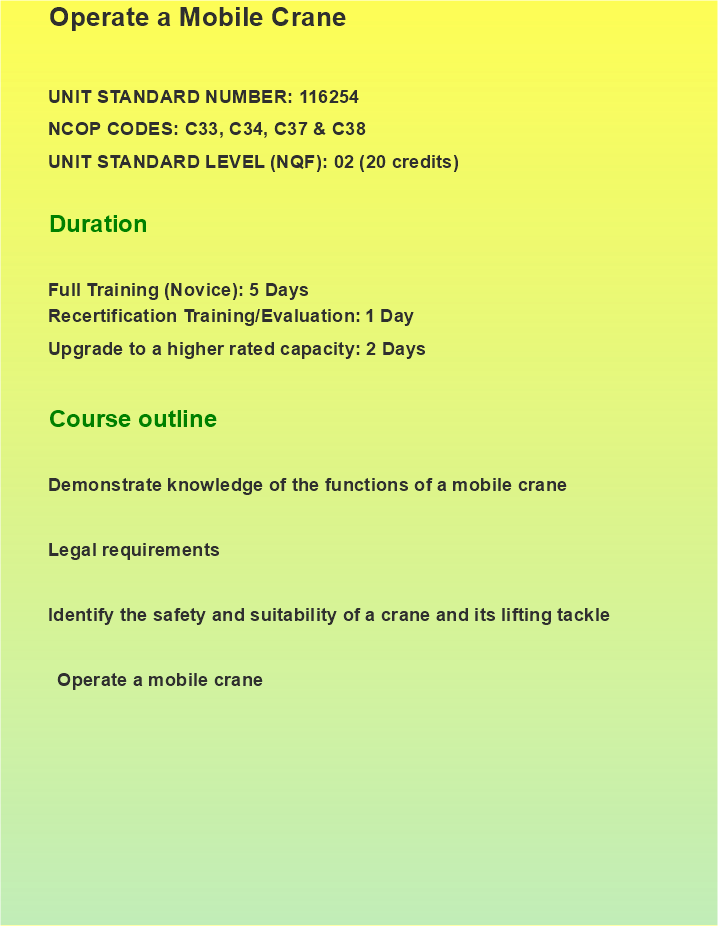 Operate a Mobile Crane
UNIT STANDARD NUMBER: 116254
NCOP CODES: C33, C34, C37 & C38
UNIT STANDARD LEVEL (NQF): 02 (20 credits)
Duration
Full Training (Novice): 5 Days
Recertification Training/Evaluation: 1 Day
Upgrade to a higher rated capacity: 2 Days
Course outline
Demonstrate knowledge of the functions of a mobile crane
Legal requirements
Identify the safety and suitability of a crane and its lifting tackle
Operate a mobile crane